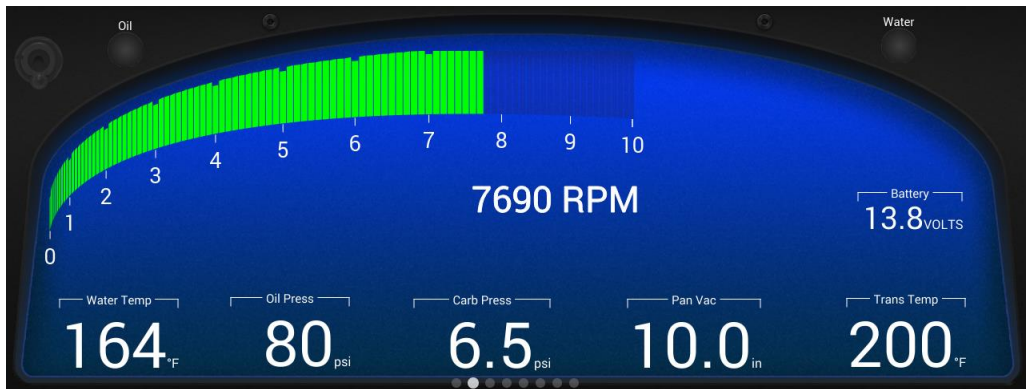 Oil
Water
0
1
2
3
4
5
6
7
8
9
10
7690 RPM
Battery
13.8VOLTS
Water Temp
164°F
Oil Press
80psi
Carb Press
6.5psi
Pan Vac
10.0in
Trans Temp
200°F